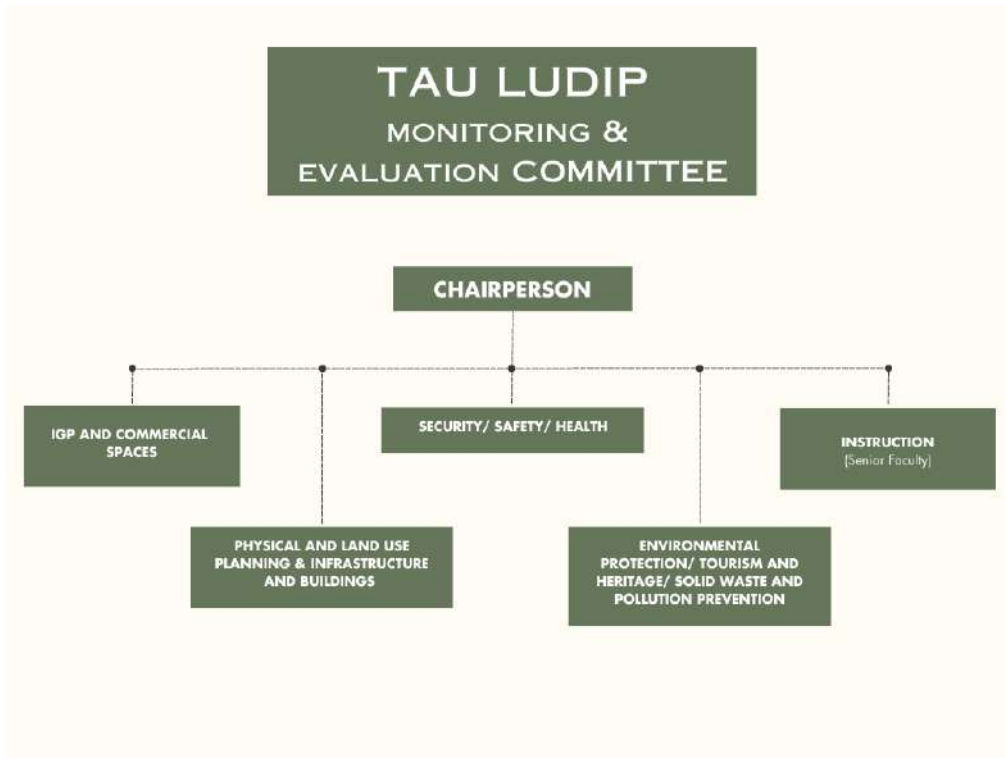 TAU LUDIP
MONITORING &
EVALUATION COMMITTEE
CHAIRPERSON
IGP AND COMMERCIAL
SPACES
SECURITY/ SAFETY/ HEALTH
INSTRUCTION
(Senior Faculty)
PHYSICAL AND LAND USE
PLANNING & INFRASTRUCTURE
AND BUILDINGS
ENVIRONMENTAL
PROTECTION/ TOURISM AND
HERITAGE/ SOLID WASTE AND
POLLUTION PREVENTION